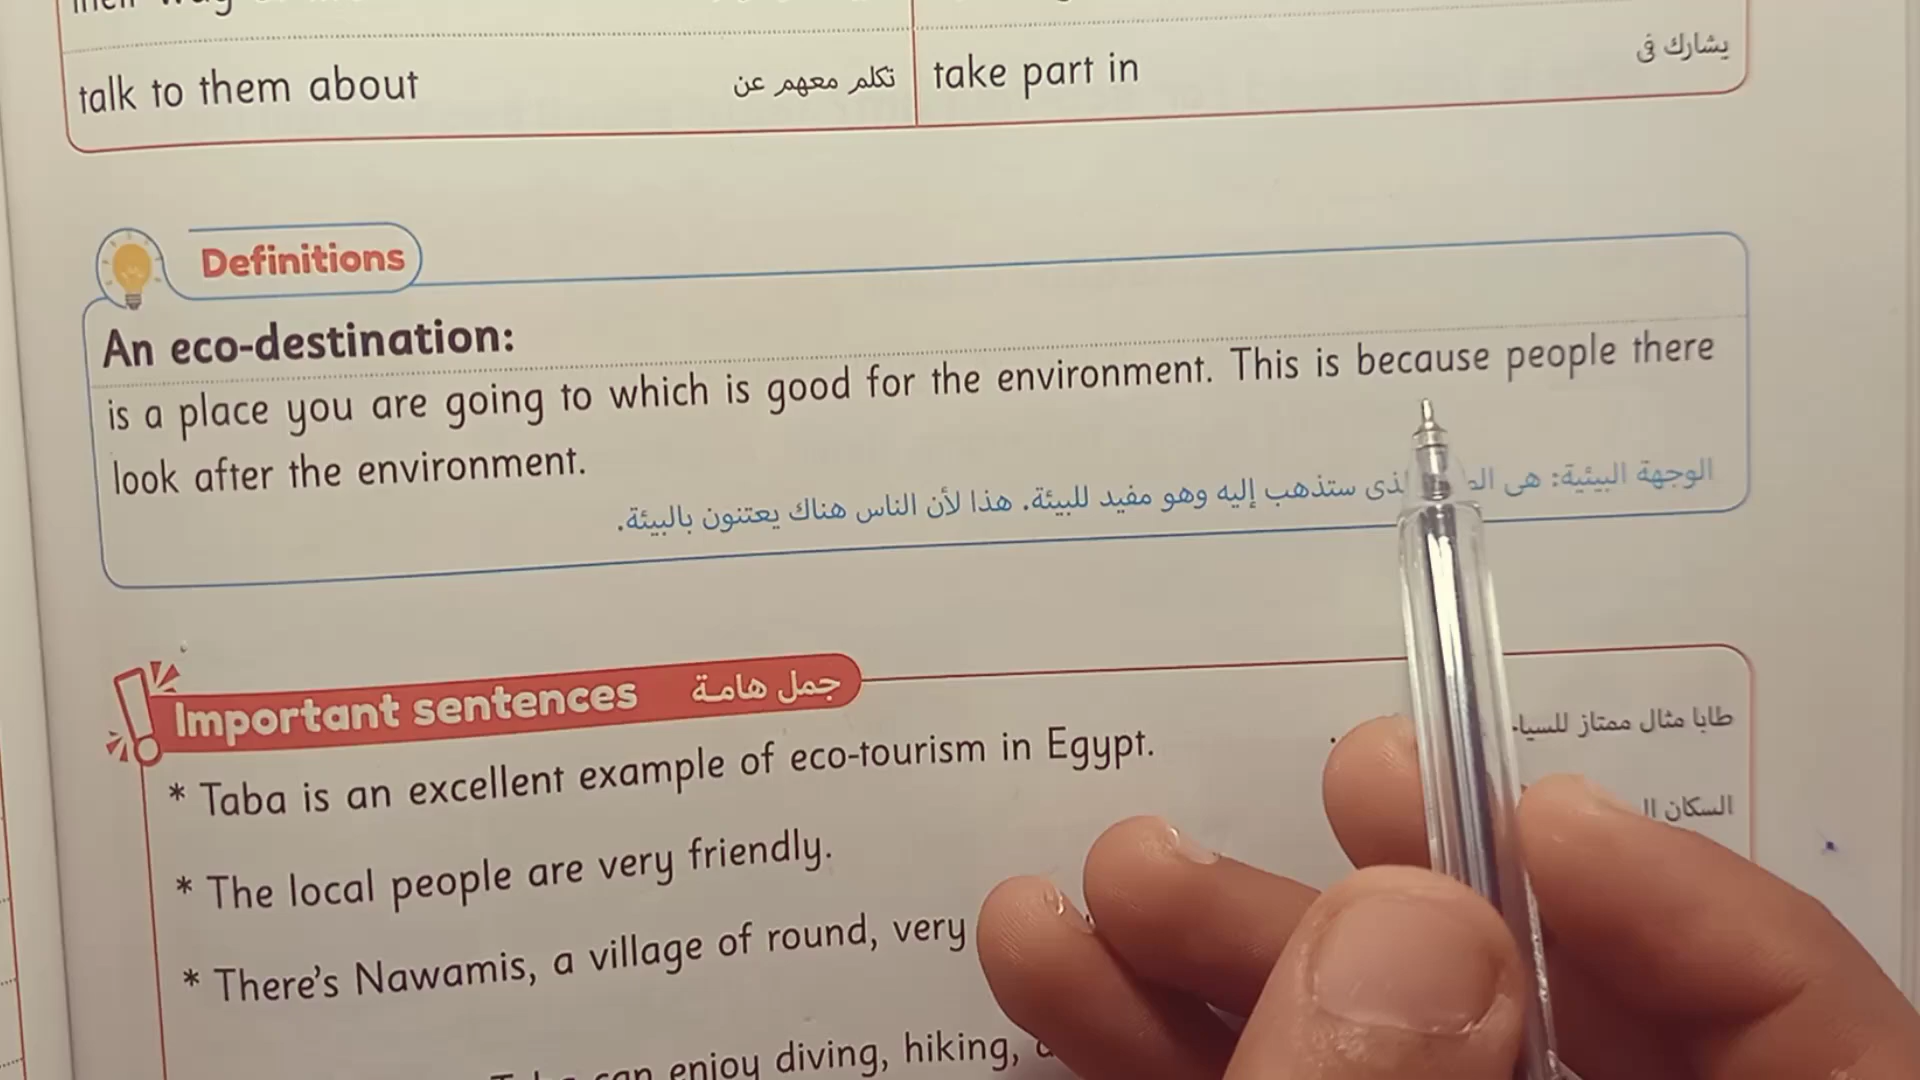 talk to them about تكلم معهم عن take part in يشارك فى
Definitions
An eco-destination:
is a place you are going to which is good for the environment. This is because people there
look after the environment.
الوجهة البيئية: هى ستذهب إليه وهو مفيد للبيئة. هذا لأن الناس هناك يعتنون بالبيئة.
Important sentences جمل هامة
* Taba is an excellent example of eco-tourism in Egypt. طابا مثال ممتاز
* The local people are very friendly. السكان
* There's Nawamis, a village of round, very
can enjoy diving, hiking,